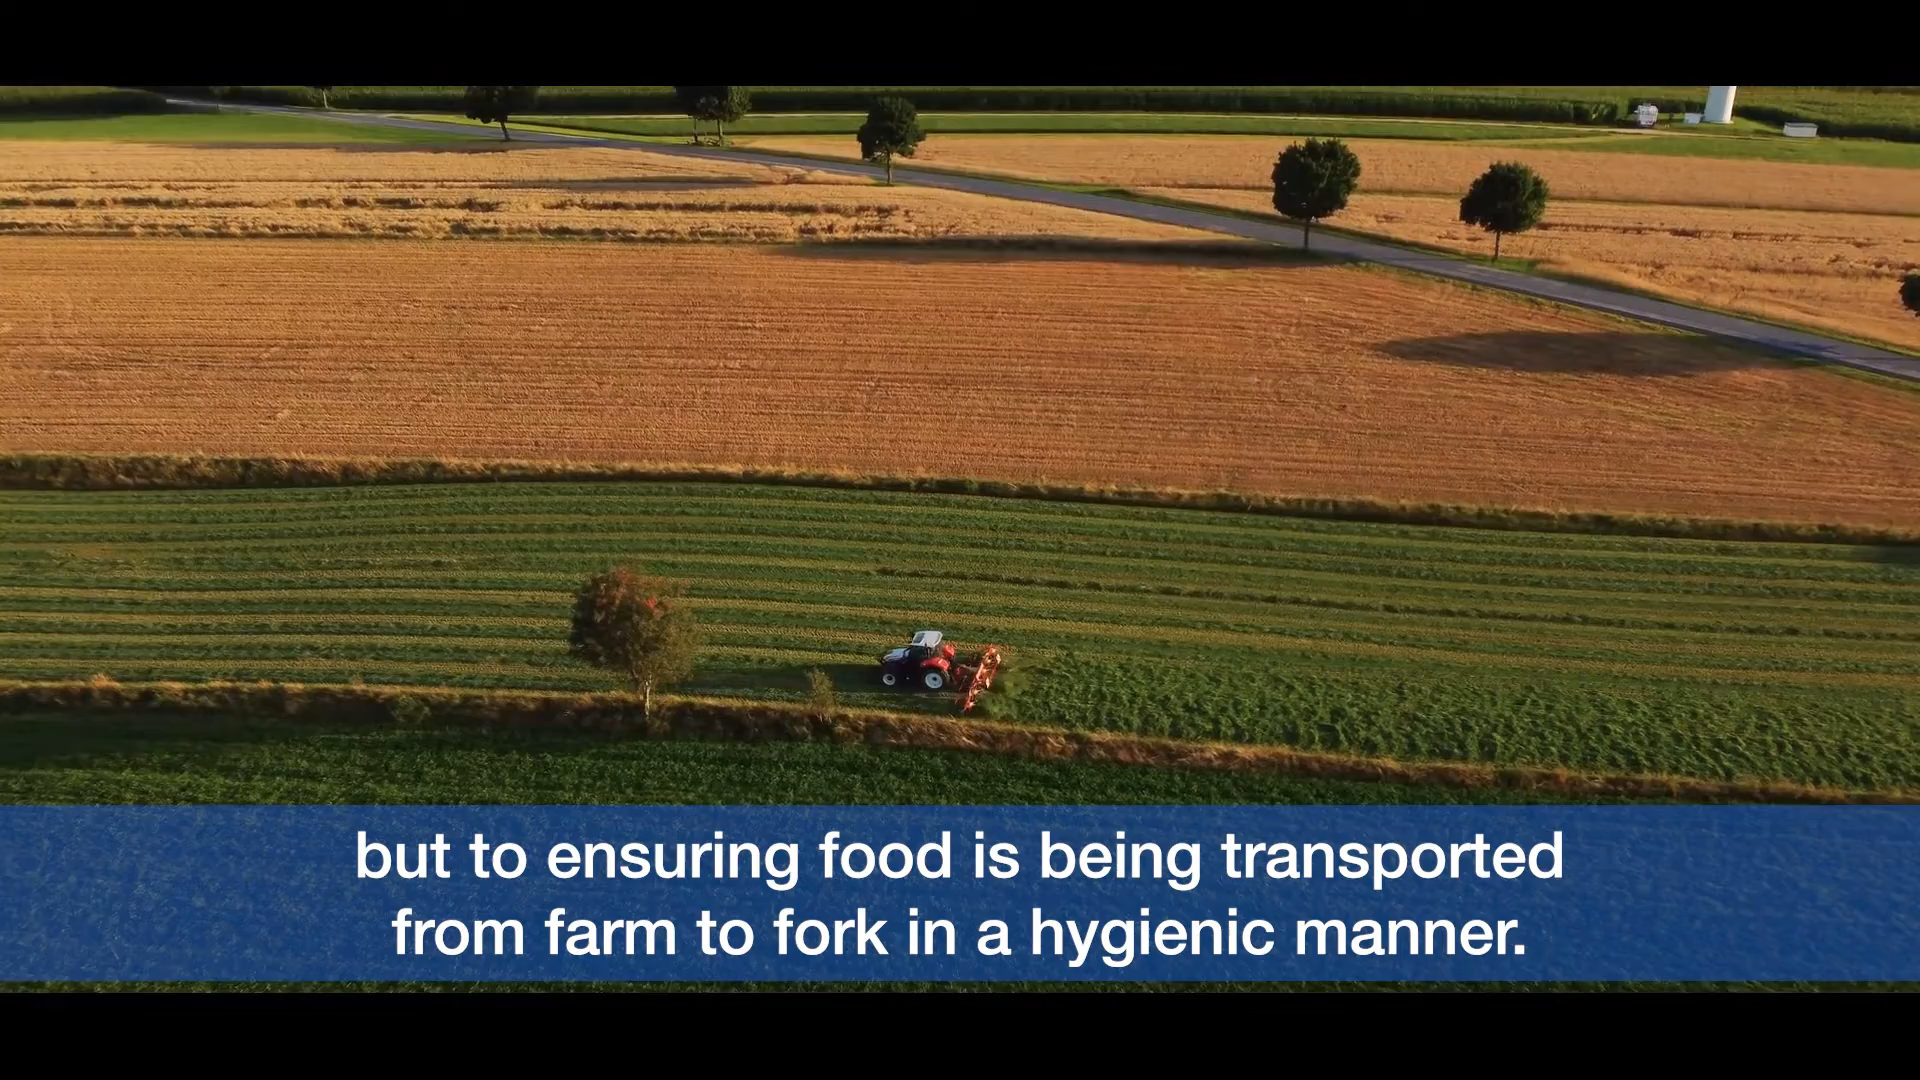 but to ensuring food is being transported
from farm to fork in a hygienic manner.